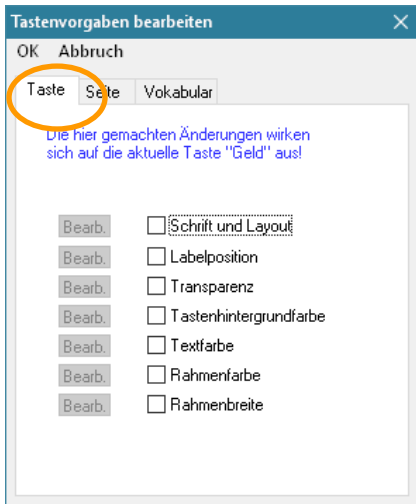 Tastenvorgaben bearbeiten
OK Abbruch
Taste Seite Vokabular
Die hier gemachten Änderungen wirken
sich auf die aktuelle Taste "Geld" aus!
Bearb. Schrift und Layout
Bearb. Labelposition
Bearb. Transparenz
Bearb. Tastenhintergrundfarbe
Bearb. Textfarbe
Bearb. Rahmenfarbe
Bearb. Rahmenbreite